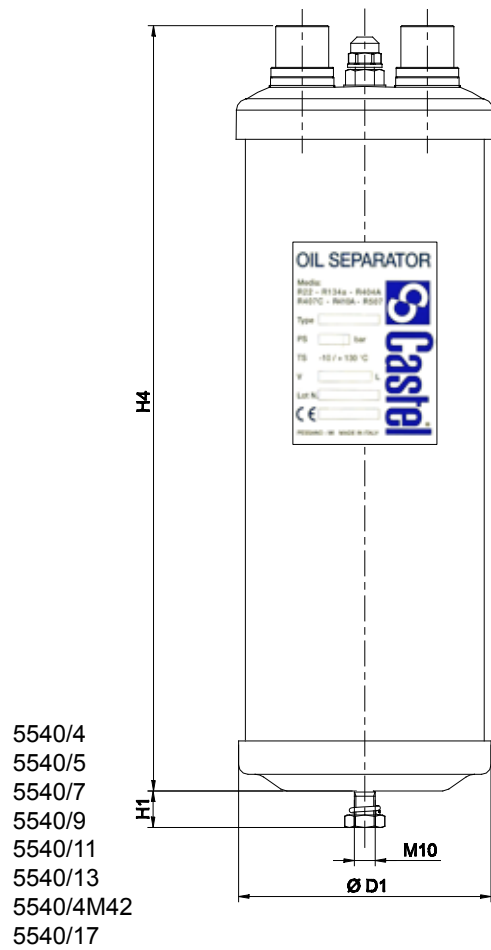 OIL SEPARATOR
Media:
R22 - R134a - R404A
R407C - R410A - R507
Type
PS bar
TS -10 / + 130 °C
V L
Lot N.
CE
Castel
MADE IN ITALY
H4
H1
M10
Ø D1
5540/4
5540/5
5540/7
5540/9
5540/11
5540/13
5540/4M42
5540/17